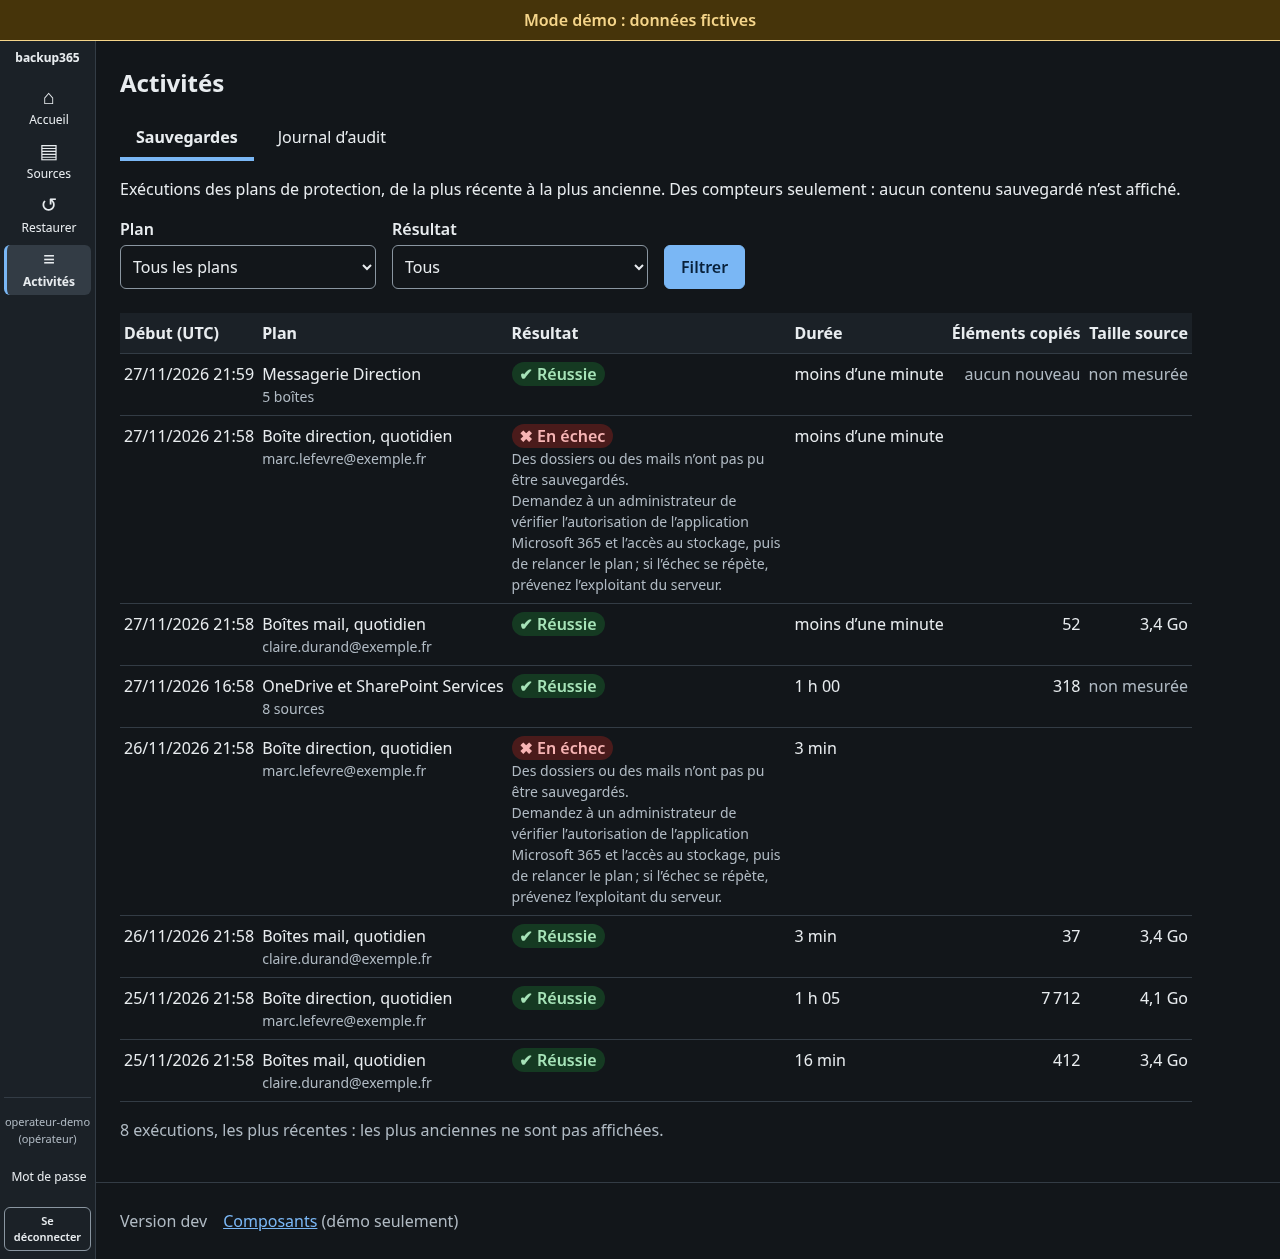 Mode démo : données fictives
backup365
Accueil
Sources
Restaurer
Activités
operateur-demo
(opérateur)
Mot de passe
Se
déconnecter
Activités
Sauvegardes Journal d’audit
Exécutions des plans de protection, de la plus récente à la plus ancienne. Des compteurs seulement : aucun contenu sauvegardé n’est affiché.
Plan Résultat
Tous les plans Tous Filtrer
Début (UTC) Plan Résultat Durée Éléments copiés Taille source
27/11/2026 21:59 Messagerie Direction ✔ Réussie moins d’une minute aucun nouveau non mesurée
5 boîtes
27/11/2026 21:58 Boîte direction, quotidien ✖ En échec moins d’une minute
marc.lefevre@exemple.fr Des dossiers ou des mails n’ont pas pu
être sauvegardés.
Demandez à un administrateur de
vérifier l’autorisation de l’application
Microsoft 365 et l’accès au stockage, puis
de relancer le plan ; si l’échec se répète,
prévenez l’exploitant du serveur.
27/11/2026 21:58 Boîtes mail, quotidien ✔ Réussie moins d’une minute 52 3,4 Go
claire.durand@exemple.fr
27/11/2026 16:58 OneDrive et SharePoint Services ✔ Réussie 1 h 00 318 non mesurée
8 sources
26/11/2026 21:58 Boîte direction, quotidien ✖ En échec 3 min
marc.lefevre@exemple.fr Des dossiers ou des mails n’ont pas pu
être sauvegardés.
Demandez à un administrateur de
vérifier l’autorisation de l’application
Microsoft 365 et l’accès au stockage, puis
de relancer le plan ; si l’échec se répète,
prévenez l’exploitant du serveur.
26/11/2026 21:58 Boîtes mail, quotidien ✔ Réussie 3 min 37 3,4 Go
claire.durand@exemple.fr
25/11/2026 21:58 Boîte direction, quotidien ✔ Réussie 1 h 05 7 712 4,1 Go
marc.lefevre@exemple.fr
25/11/2026 21:58 Boîtes mail, quotidien ✔ Réussie 16 min 412 3,4 Go
claire.durand@exemple.fr
8 exécutions, les plus récentes : les plus anciennes ne sont pas affichées.
Version dev Composants (démo seulement)